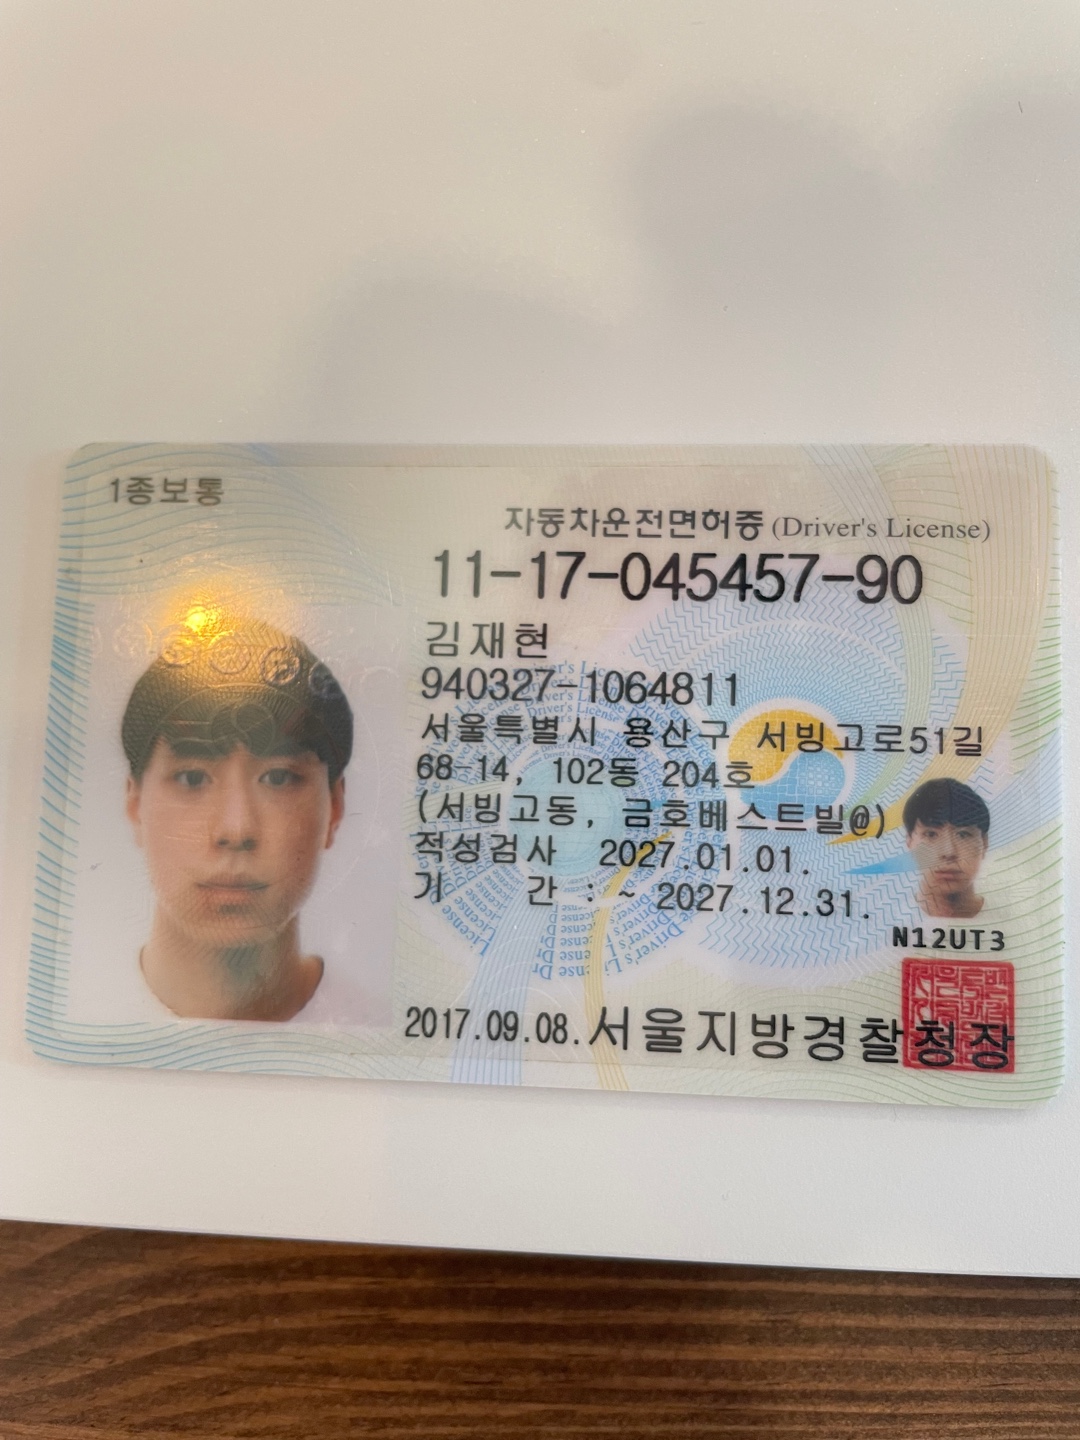 1종보통
자동차운전면허증 (Driver's License)
11-17-045457-90
김재현
940327-1064811
서울특별시 용산구 서빙고로51길
68-14, 102동 204호
(서빙고동, 금호베스트빌@)
적성검사 2027.01.01.
기 간 : ~ 2027.12.31.
N12UT3
2017.09.08. 서울지방경찰청장